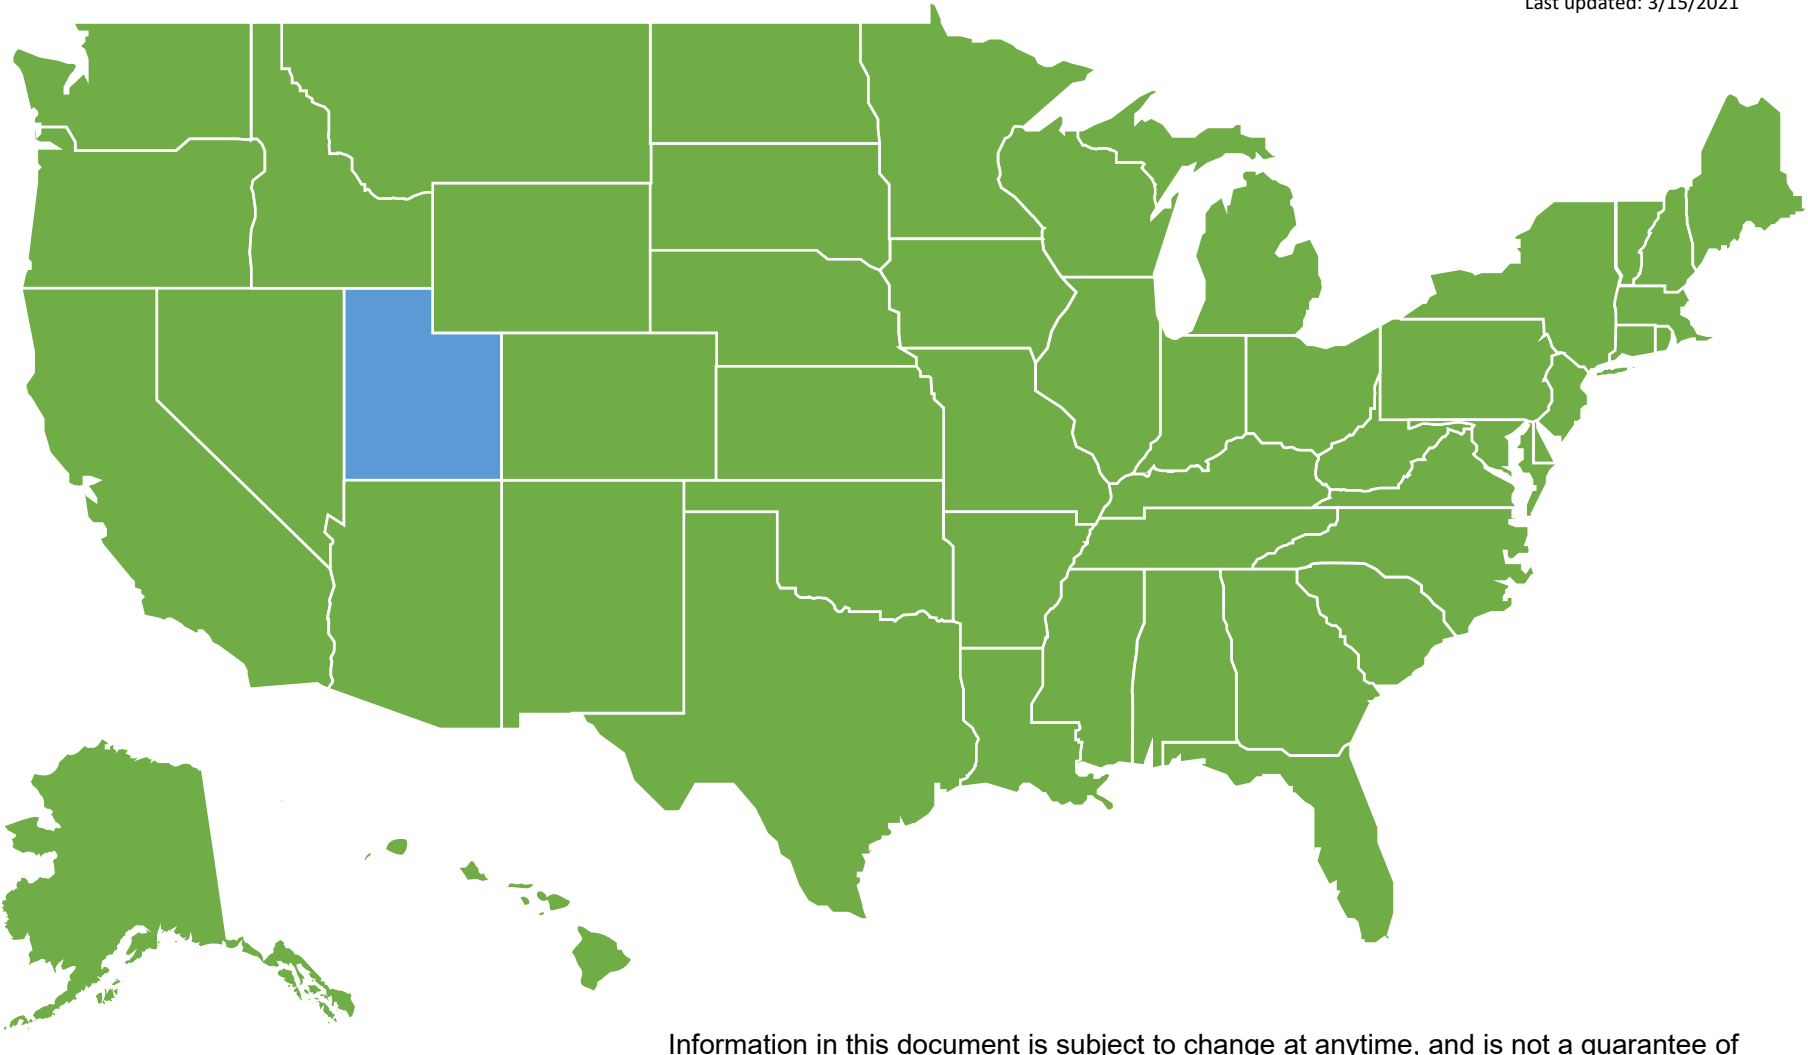 Last updated: 3/15/2021
Information in this document is subject to change at anytime, and is not a guarantee of